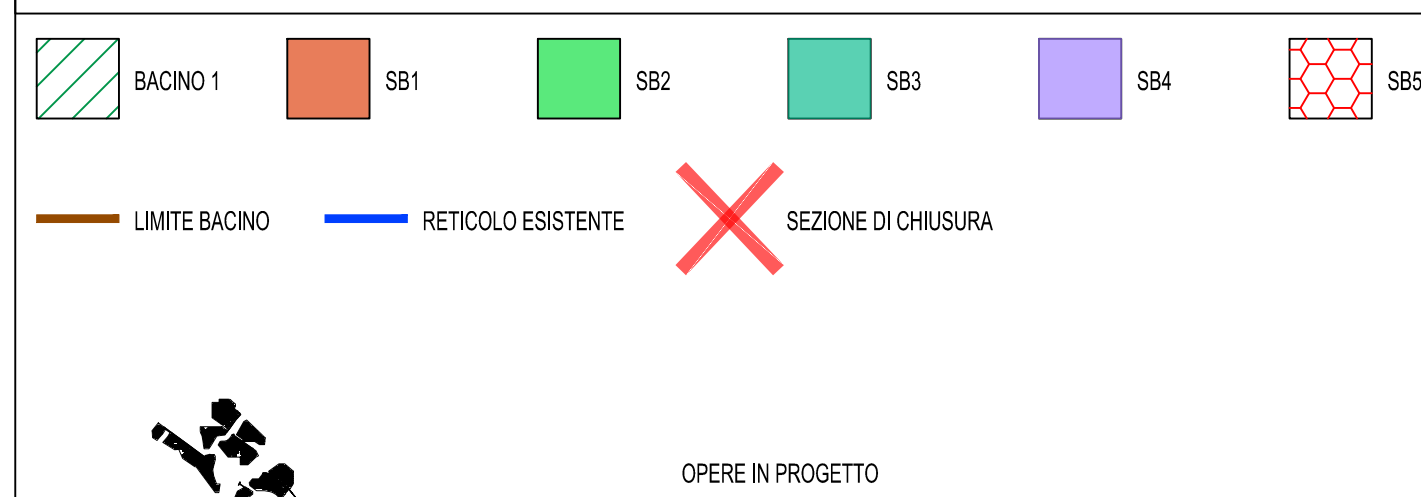 BACINO 1 SB1 SB2 SB3 SB4 SB5
LIMITE BACINO RETICOLO ESISTENTE SEZIONE DI CHIUSURA
OPERE IN PROGETTO